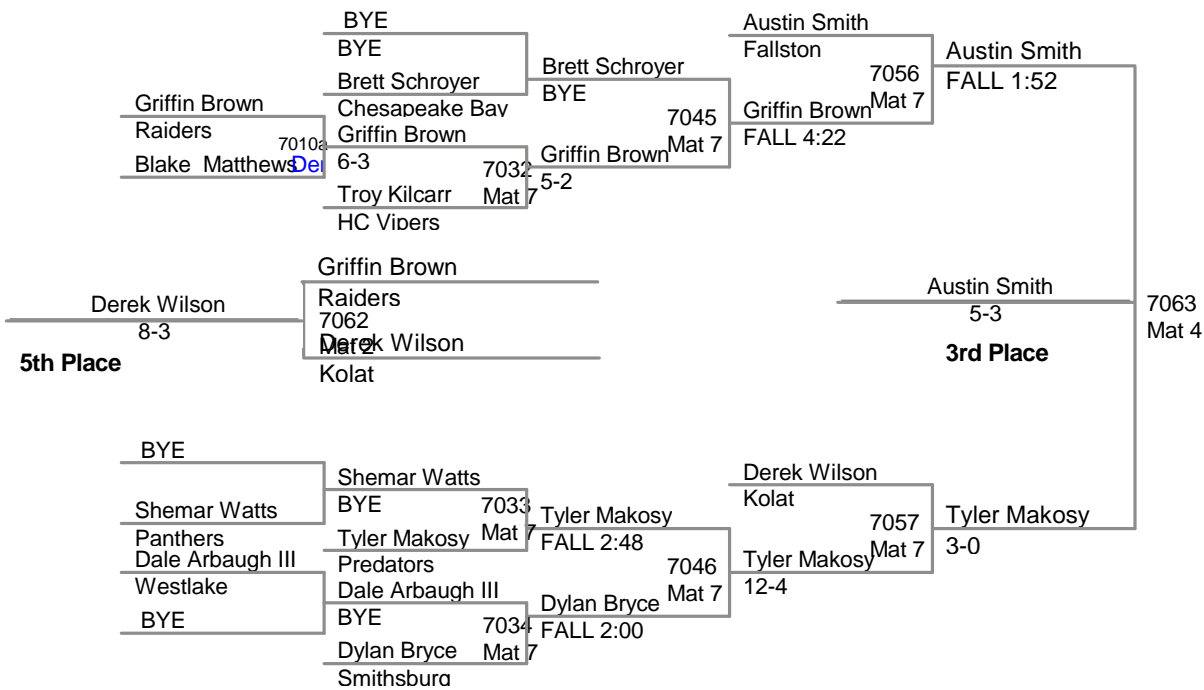 BYE
BYE
Brett Schroyer
Chesapeake Bay
Brett Schroyer
BYE
Austin Smith
Fallston
7056
Mat 7
Austin Smith
FALL 1:52
Griffin Brown
Raiders
7010a
Blake Matthews
Der
Griffin Brown
6-3
Troy Kilcarr
HC Vipers
7032
Mat 7
Griffin Brown
5-2
7045
Mat 7
Griffin Brown
FALL 4:22
Griffin Brown
Raiders
7062
Mat 2
Derek Wilson
Kolat
Derek Wilson
8-3
5th Place
Austin Smith
5-3
3rd Place
7063
Mat 4
BYE
Shemar Watts
Panthers
Dale Arbaugh III
Westlake
BYE
Shemar Watts
BYE
Tyler Makosy
Predators
Dale Arbaugh III
BYE
Dylan Bryce
Smithsburg
7033
Mat 7
7034
Mat 7
Tyler Makosy
FALL 2:48
Dylan Bryce
FALL 2:00
7046
Mat 7
Derek Wilson
Kolat
Tyler Makosy
12-4
7057
Mat 7
Tyler Makosy
3-0